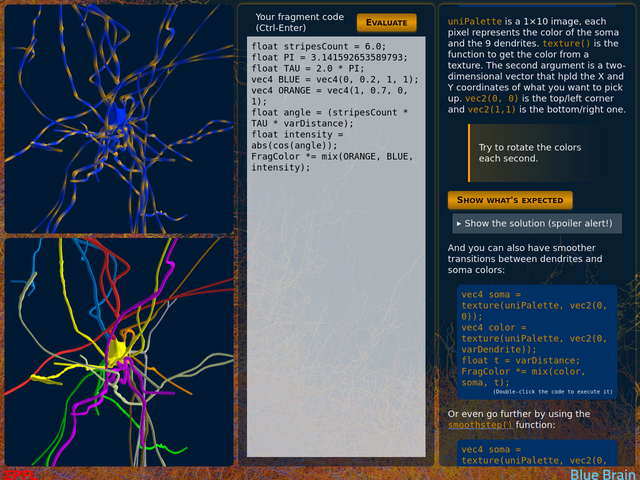 Your fragment code
(Ctrl-Enter)
EVALUATE
float stripesCount = 6.0;
float PI = 3.141592653589793;
float TAU = 2.0 * PI;
vec4 BLUE = vec4(0, 0.2, 1, 1);
vec4 ORANGE = vec4(1, 0.7, 0,
1);
float angle = (stripesCount *
TAU * varDistance);
float intensity =
abs(cos(angle));
FragColor *= mix(ORANGE, BLUE,
intensity);
uniPalette is a 1×10 image, each
pixel represents the color of the soma
and the 9 dendrites. texture() is the
function to get the color from a
texture. The second argument is a two-
dimensional vector that hpld the X and
Y coordinates of what you want to pick
up. vec2(0, 0) is the top/left corner
and vec2(1,1) is the bottom/right one.
Try to rotate the colors
each second.
SHOW WHAT'S EXPECTED
▸ Show the solution (spoiler alert!)
And you can also have smoother
transitions between dendrites and
soma colors:
vec4 soma =
texture(uniPalette, vec2(0,
0));
vec4 color =
texture(uniPalette, vec2(0,
varDendrite));
float t = varDistance;
FragColor *= mix(color,
soma, t);
(Double-click the code to execute it)
Or even go further by using the
smoothstep() function:
vec4 soma =
texture(uniPalette, vec2(0,
EPFL
Blue Brain